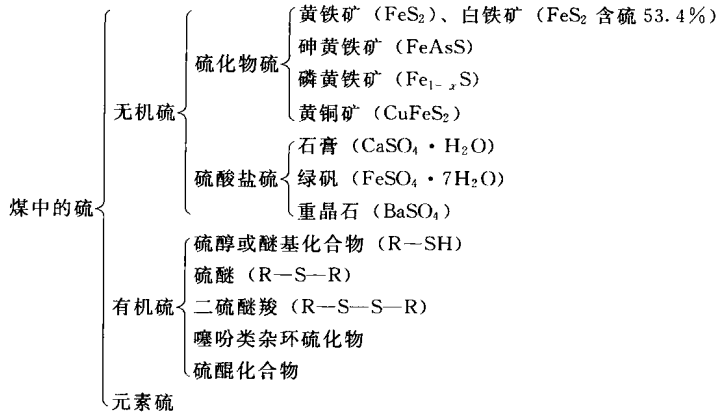 黄铁矿（FeS₂）、白铁矿（FeS₂ 含硫 53.4%）
砷黄铁矿（FeAsS）
硫化物硫
磷黄铁矿（Fe₁₋ₓS）
黄铜矿（CuFeS₂）
无机硫
石膏（CaSO₄・H₂O）
硫酸盐硫
绿矾（FeSO₄・7H₂O）
重晶石（BaSO₄）
煤中的硫
硫醇或醚基化合物（R—SH）
硫醚（R—S—R）
有机硫
二硫醚羧（R—S—S—R）
噻吩类杂环硫化物
硫醌化合物
元素硫